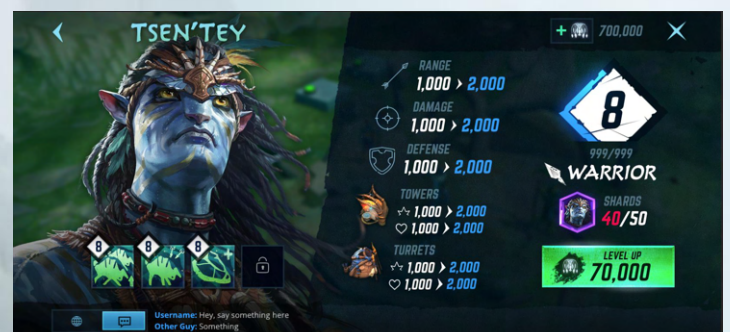 TSEN'TEY
+ 700,000
RANGE
1,000 > 2,000
DAMAGE
1,000 > 2,000
DEFENSE
1,000 > 2,000
TOWERS
1,000 > 2,000
1,000 > 2,000
TURRETS
1,000 > 2,000
1,000 > 2,000
8
999/999
WARRIOR
SHARDS
40/50
LEVEL UP
70,000
8 8 8
Username: Hey, say something here
Other Guy: Something